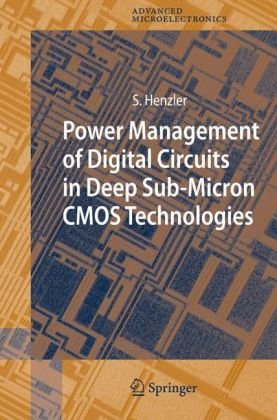 ADVANCED
MICROELECTRONICS
S. Henzler
Power Management
of Digital Circuits
in Deep Sub-Micron
CMOS Technologies
Springer